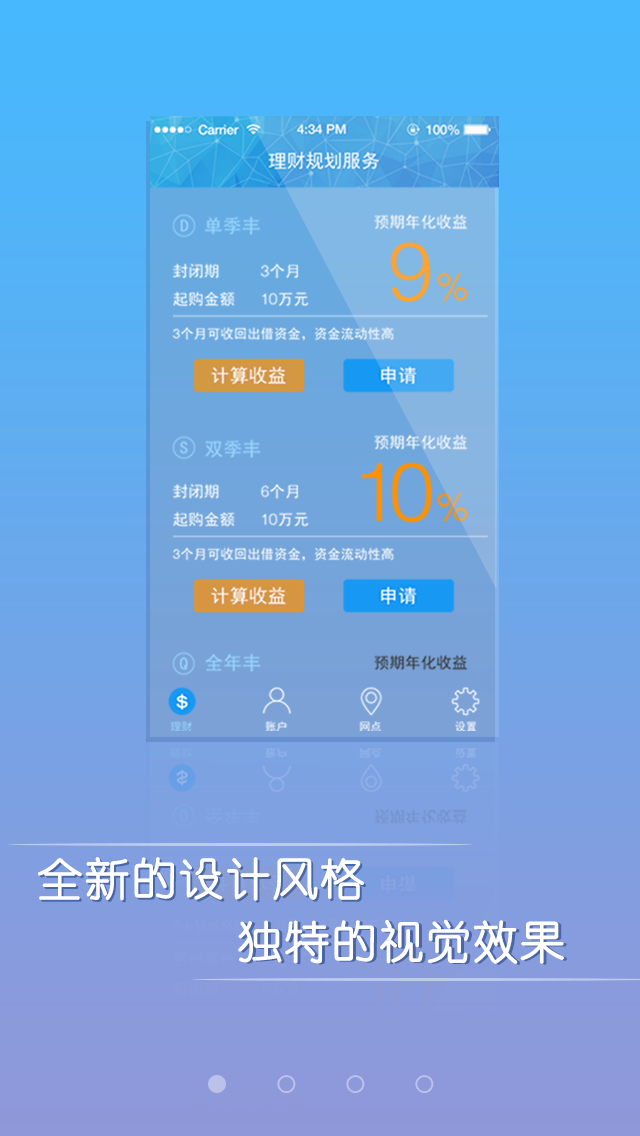 Carrier 4:34 PM 100%
理财规划服务
D 单季丰 预期年化收益
9%
封闭期 3个月
起购金额 10万元
3个月可收回出借资金，资金流动性高
计算收益 申请
S 双季丰 预期年化收益
10%
封闭期 6个月
起购金额 10万元
3个月可收回出借资金，资金流动性高
计算收益 申请
Q 全年丰 预期年化收益
$
理财 账户 网点 设置
全新的设计风格
独特的视觉效果